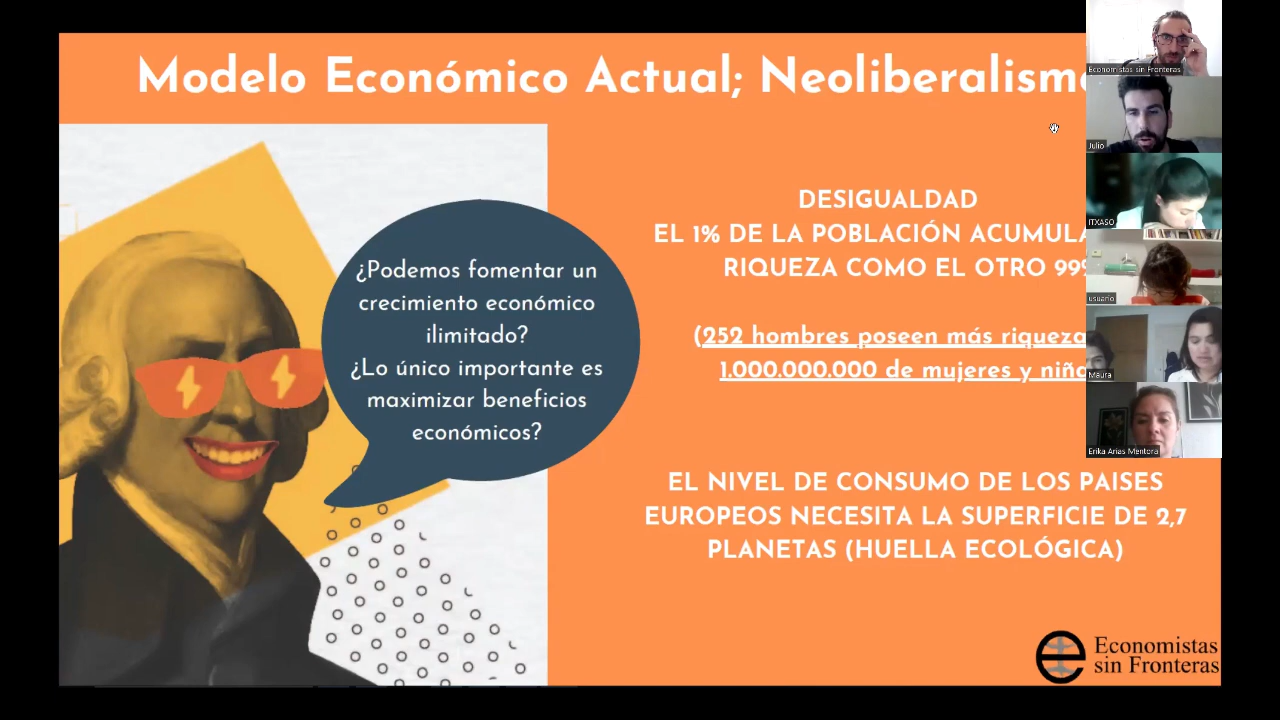 Modelo Económico Actual; Neoliberalismo
¿Podemos fomentar un
crecimiento económico
ilimitado?
¿Lo único importante es
maximizar beneficios
económicos?
DESIGUALDAD
EL 1% DE LA POBLACIÓN ACUMULA
RIQUEZA COMO EL OTRO 99%
(252 hombres poseen más riqueza
1.000.000.000 de mujeres y niña
EL NIVEL DE CONSUMO DE LOS PAISES
EUROPEOS NECESITA LA SUPERFICIE DE 2,7
PLANETAS (HUELLA ECOLÓGICA)
Economistas
sin Fronteras
Economistas sin Fronteras
Julio
ITXASO
usuario
Maura
Erika Arias Mentora